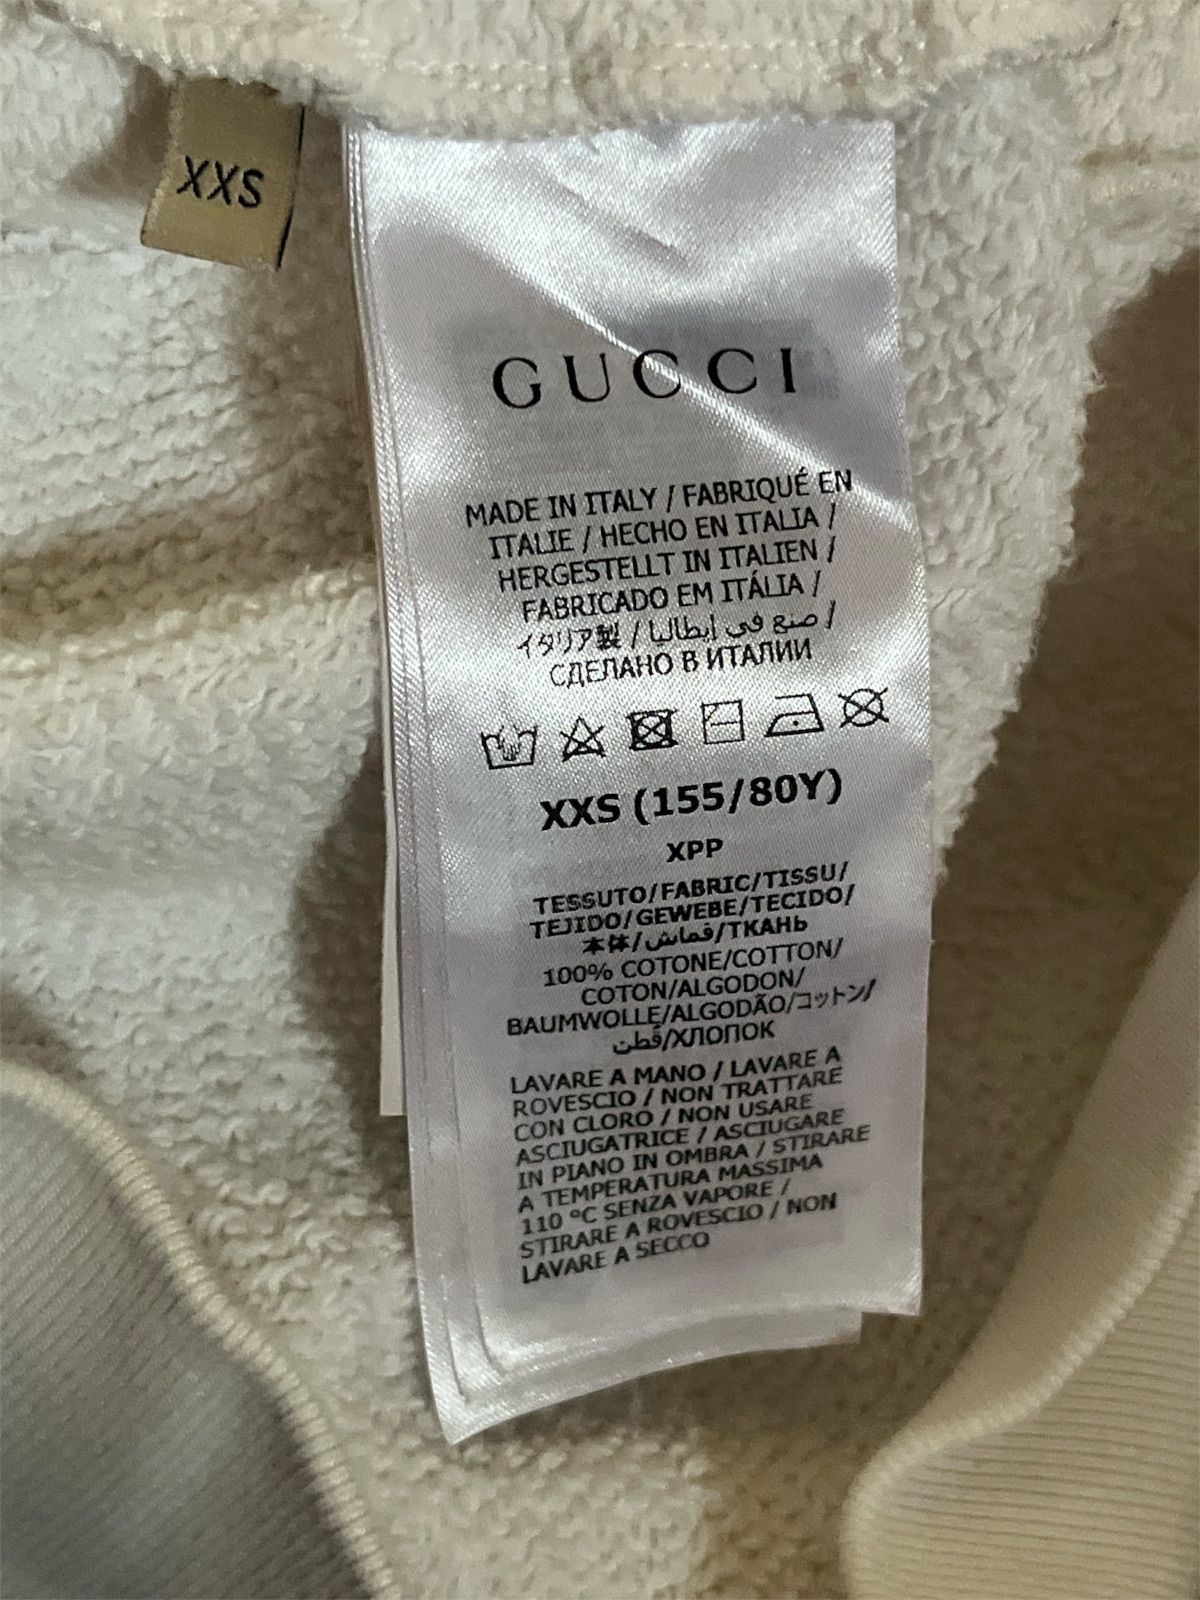 XXS
GUCCI
MADE IN ITALY / FABRIQUÉ EN
ITALIE / HECHO EN ITALIA /
HERGESTELLT IN ITALIEN /
FABRICADO EM ITÁLIA /
イタリア製 / صنع في إيطاليا /
СДЕЛАНО В ИТАЛИИ
XXS (155/80Y)
XPP
TESSUTO/FABRIC/TISSU/
TEJIDO/GEWEBE/TECIDO/
本体/قماش/ТКАНЬ
100% COTONE/COTTON/
COTON/ALGODON/
BAUMWOLLE/ALGODÃO/コットン/
قطن/ХЛОПОК
LAVARE A MANO / LAVARE A
ROVESCIO / NON TRATTARE
CON CLORO / NON USARE
ASCIUGATRICE / ASCIUGARE
IN PIANO IN OMBRA / STIRARE
A TEMPERATURA MASSIMA
110 °C SENZA VAPORE /
STIRARE A ROVESCIO / NON
LAVARE A SECCO